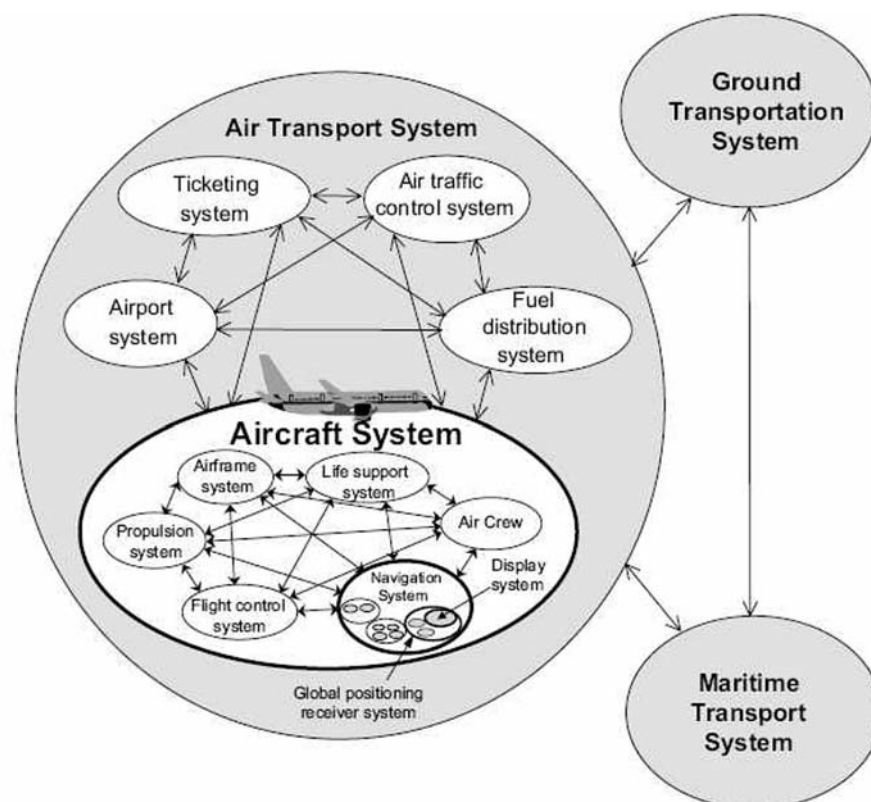 Ground
Transportation
System
Air Transport System
Ticketing
system
Air traffic
control system
Airport
system
Fuel
distribution
system
Aircraft System
Airframe
system
Life support
system
Propulsion
system
Air Crew
Navigation
System
Display
system
Flight control
system
Global positioning
receiver system
Maritime
Transport
System